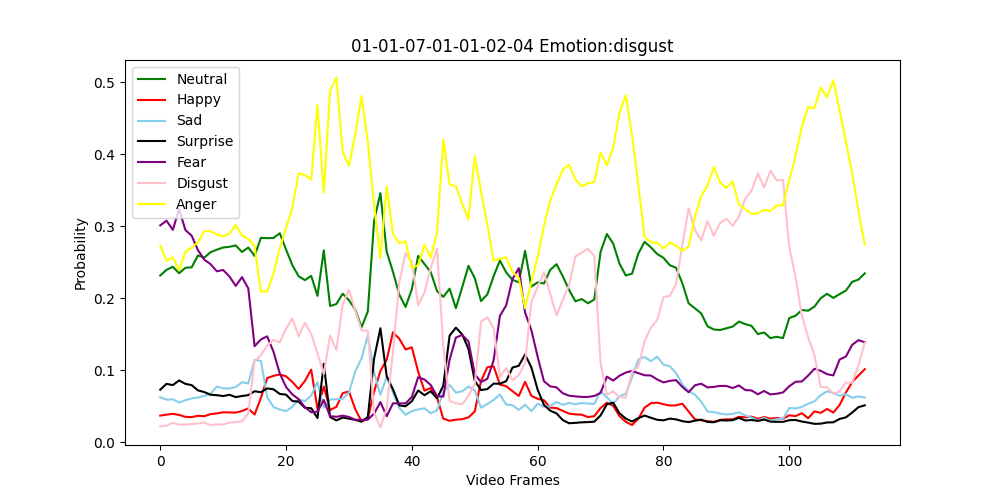 01-01-07-01-01-02-04 Emotion:disgust
Neutral
Happy
Sad
Surprise
Fear
Disgust
Anger
Probability
0.5
0.4
0.3
0.2
0.1
0.0
0 20 40 60 80 100
Video Frames